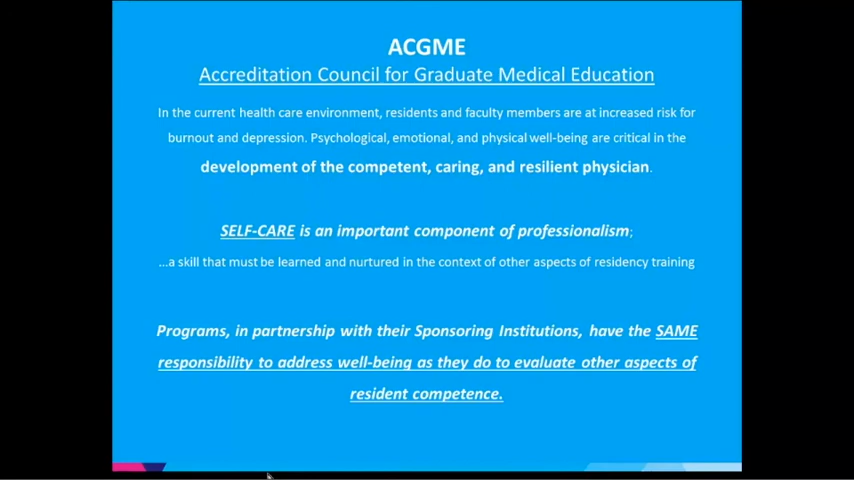 ACGME
Accreditation Council for Graduate Medical Education
In the current health care environment, residents and faculty members are at increased risk for
burnout and depression. Psychological, emotional, and physical well-being are critical in the
development of the competent, caring, and resilient physician.
SELF-CARE is an important component of professionalism;
...a skill that must be learned and nurtured in the context of other aspects of residency training
Programs, in partnership with their Sponsoring Institutions, have the SAME
responsibility to address well-being as they do to evaluate other aspects of
resident competence.